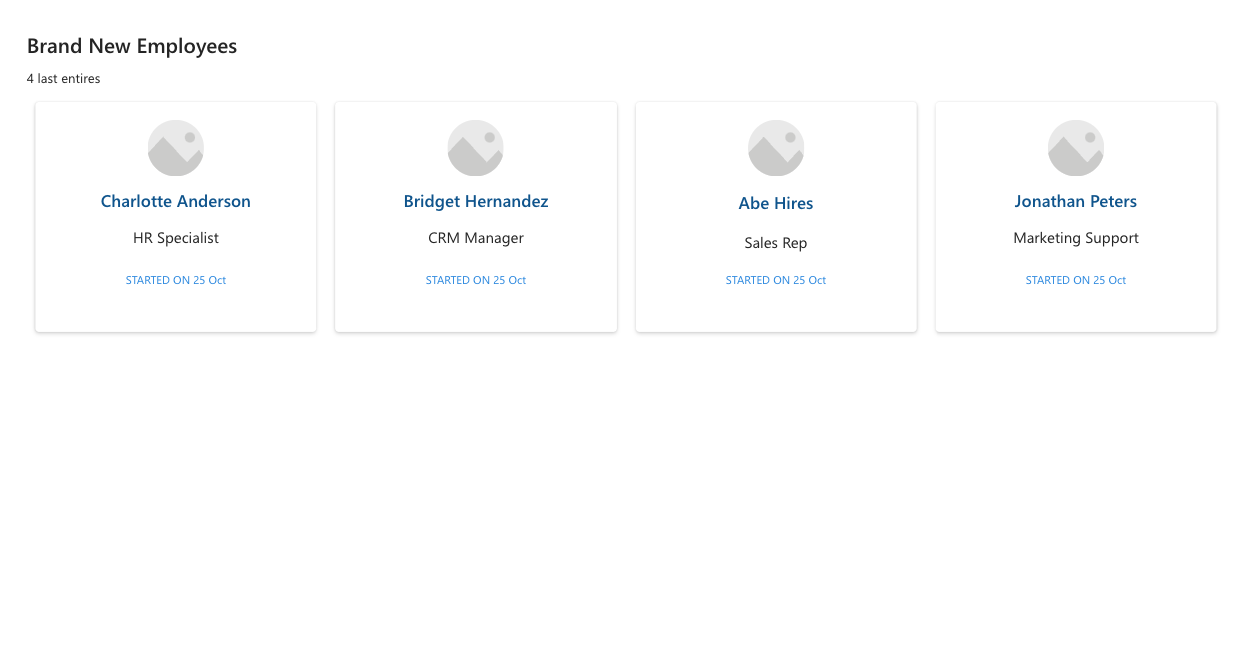 Brand New Employees
4 last entires
Charlotte Anderson
HR Specialist
STARTED ON 25 Oct
Bridget Hernandez
CRM Manager
STARTED ON 25 Oct
Abe Hires
Sales Rep
STARTED ON 25 Oct
Jonathan Peters
Marketing Support
STARTED ON 25 Oct